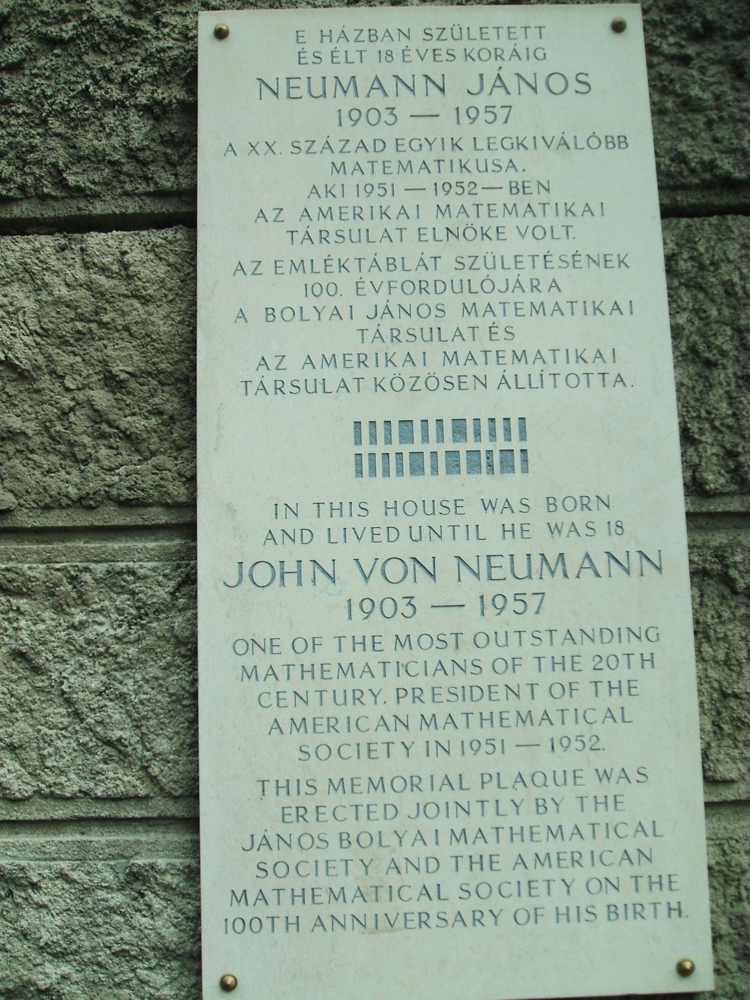 E HÁZBAN SZÜLETETT
ÉS ÉLT 18 ÉVES KORÁIG
NEUMANN JÁNOS
1903 — 1957
A XX. SZÁZAD EGYIK LEGKIVÁLÓBB
MATEMATIKUSA.
AKI 1951 — 1952 — BEN
AZ AMERIKAI MATEMATIKAI
TÁRSULAT ELNÖKE VOLT.
AZ EMLÉKTÁBLÁT SZÜLETÉSÉNEK
100. ÉVFORDULÓJÁRA
A BOLYAI JÁNOS MATEMATIKAI
TÁRSULAT ÉS
AZ AMERIKAI MATEMATIKAI
TÁRSULAT KÖZÖSEN ÁLLÍTOTTA.
IN THIS HOUSE WAS BORN
AND LIVED UNTIL HE WAS 18
JOHN VON NEUMANN
1903 — 1957
ONE OF THE MOST OUTSTANDING
MATHEMATICIANS OF THE 20TH
CENTURY. PRESIDENT OF THE
AMERICAN MATHEMATICAL
SOCIETY IN 1951 — 1952.
THIS MEMORIAL PLAQUE WAS
ERECTED JOINTLY BY THE
JÁNOS BOLYAI MATHEMATICAL
SOCIETY AND THE AMERICAN
MATHEMATICAL SOCIETY ON THE
100TH ANNIVERSARY OF HIS BIRTH.